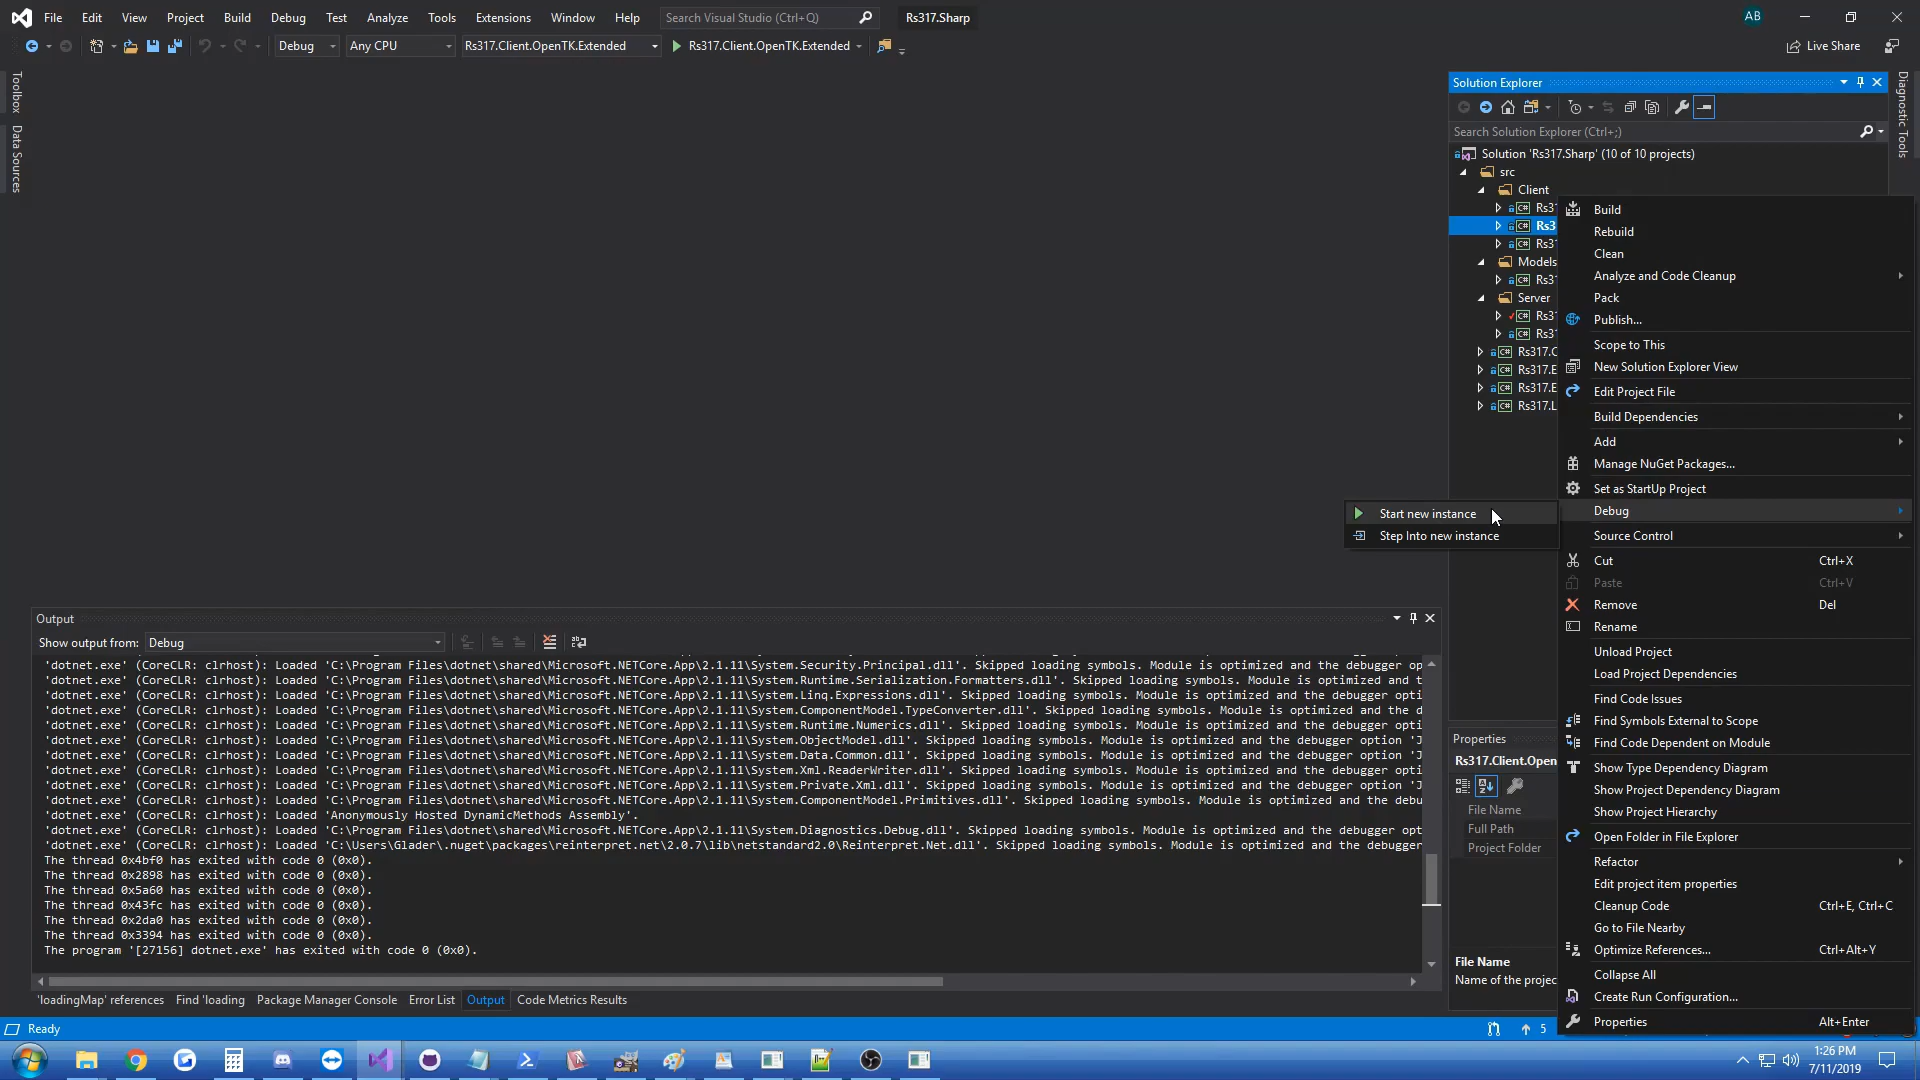 File Edit View Project Build Debug Test Analyze Tools Extensions Window Help Search Visual Studio (Ctrl+Q) Rs317.Sharp AB
Debug Any CPU Rs317.Client.OpenTK.Extended Rs317.Client.OpenTK.Extended Live Share
Toolbox
Data Sources
Solution Explorer
Search Solution Explorer (Ctrl+;)
Solution 'Rs317.Sharp' (10 of 10 projects)
src
Client
C# Rs31
C# Rs3
C# Rs31
Models
C# Rs31
Server
C# Rs31
C# Rs31
C# Rs317.C
C# Rs317.E
C# Rs317.E
C# Rs317.L
Diagnostic Tools
Build
Rebuild
Clean
Analyze and Code Cleanup
Pack
Publish...
Scope to This
New Solution Explorer View
Edit Project File
Build Dependencies
Add
Manage NuGet Packages...
Set as StartUp Project
Debug
Start new instance
Step Into new instance
Source Control
Cut Ctrl+X
Paste Ctrl+V
Remove Del
Rename
Unload Project
Load Project Dependencies
Find Code Issues
Find Symbols External to Scope
Find Code Dependent on Module
Show Type Dependency Diagram
Show Project Dependency Diagram
Show Project Hierarchy
Open Folder in File Explorer
Refactor
Edit project item properties
Cleanup Code Ctrl+E, Ctrl+C
Go to File Nearby
Optimize References... Ctrl+Alt+Y
Collapse All
Create Run Configuration...
Properties Alt+Enter
Output
Show output from: Debug
'dotnet.exe' (CoreCLR: clrhost): Loaded 'C:\Program Files\dotnet\shared\Microsoft.NETCore.App\2.1.11\System.Security.Principal.dll'. Skipped loading symbols. Module is optimized and the debugger op
'dotnet.exe' (CoreCLR: clrhost): Loaded 'C:\Program Files\dotnet\shared\Microsoft.NETCore.App\2.1.11\System.Runtime.Serialization.Formatters.dll'. Skipped loading symbols. Module is optimized and t
'dotnet.exe' (CoreCLR: clrhost): Loaded 'C:\Program Files\dotnet\shared\Microsoft.NETCore.App\2.1.11\System.Linq.Expressions.dll'. Skipped loading symbols. Module is optimized and the debugger opti
'dotnet.exe' (CoreCLR: clrhost): Loaded 'C:\Program Files\dotnet\shared\Microsoft.NETCore.App\2.1.11\System.ComponentModel.TypeConverter.dll'. Skipped loading symbols. Module is optimized and the d
'dotnet.exe' (CoreCLR: clrhost): Loaded 'C:\Program Files\dotnet\shared\Microsoft.NETCore.App\2.1.11\System.Runtime.Numerics.dll'. Skipped loading symbols. Module is optimized and the debugger opti
'dotnet.exe' (CoreCLR: clrhost): Loaded 'C:\Program Files\dotnet\shared\Microsoft.NETCore.App\2.1.11\System.ObjectModel.dll'. Skipped loading symbols. Module is optimized and the debugger option 'J
'dotnet.exe' (CoreCLR: clrhost): Loaded 'C:\Program Files\dotnet\shared\Microsoft.NETCore.App\2.1.11\System.Data.Common.dll'. Skipped loading symbols. Module is optimized and the debugger option 'J
'dotnet.exe' (CoreCLR: clrhost): Loaded 'C:\Program Files\dotnet\shared\Microsoft.NETCore.App\2.1.11\System.Xml.ReaderWriter.dll'. Skipped loading symbols. Module is optimized and the debugger opti
'dotnet.exe' (CoreCLR: clrhost): Loaded 'C:\Program Files\dotnet\shared\Microsoft.NETCore.App\2.1.11\System.Private.Xml.dll'. Skipped loading symbols. Module is optimized and the debugger option 'J
'dotnet.exe' (CoreCLR: clrhost): Loaded 'C:\Program Files\dotnet\shared\Microsoft.NETCore.App\2.1.11\System.ComponentModel.Primitives.dll'. Skipped loading symbols. Module is optimized and the debu
'dotnet.exe' (CoreCLR: clrhost): Loaded 'Anonymously Hosted DynamicMethods Assembly'.
'dotnet.exe' (CoreCLR: clrhost): Loaded 'C:\Program Files\dotnet\shared\Microsoft.NETCore.App\2.1.11\System.Diagnostics.Debug.dll'. Skipped loading symbols. Module is optimized and the debugger opt
'dotnet.exe' (CoreCLR: clrhost): Loaded 'C:\Users\Glader\.nuget\packages\reinterpret.net\2.0.7\lib\netstandard2.0\Reinterpret.Net.dll'. Skipped loading symbols. Module is optimized and the debugger
The thread 0x4bf0 has exited with code 0 (0x0).
The thread 0x2898 has exited with code 0 (0x0).
The thread 0x5a60 has exited with code 0 (0x0).
The thread 0x43fc has exited with code 0 (0x0).
The thread 0x2da0 has exited with code 0 (0x0).
The thread 0x3394 has exited with code 0 (0x0).
The program '[27156] dotnet.exe' has exited with code 0 (0x0).
Properties
Rs317.Client.Open
File Name
Full Path
Project Folder
File Name
Name of the projec
'loadingMap' references Find 'loading Package Manager Console Error List Output Code Metrics Results
Ready 5
1:26 PM
7/11/2019